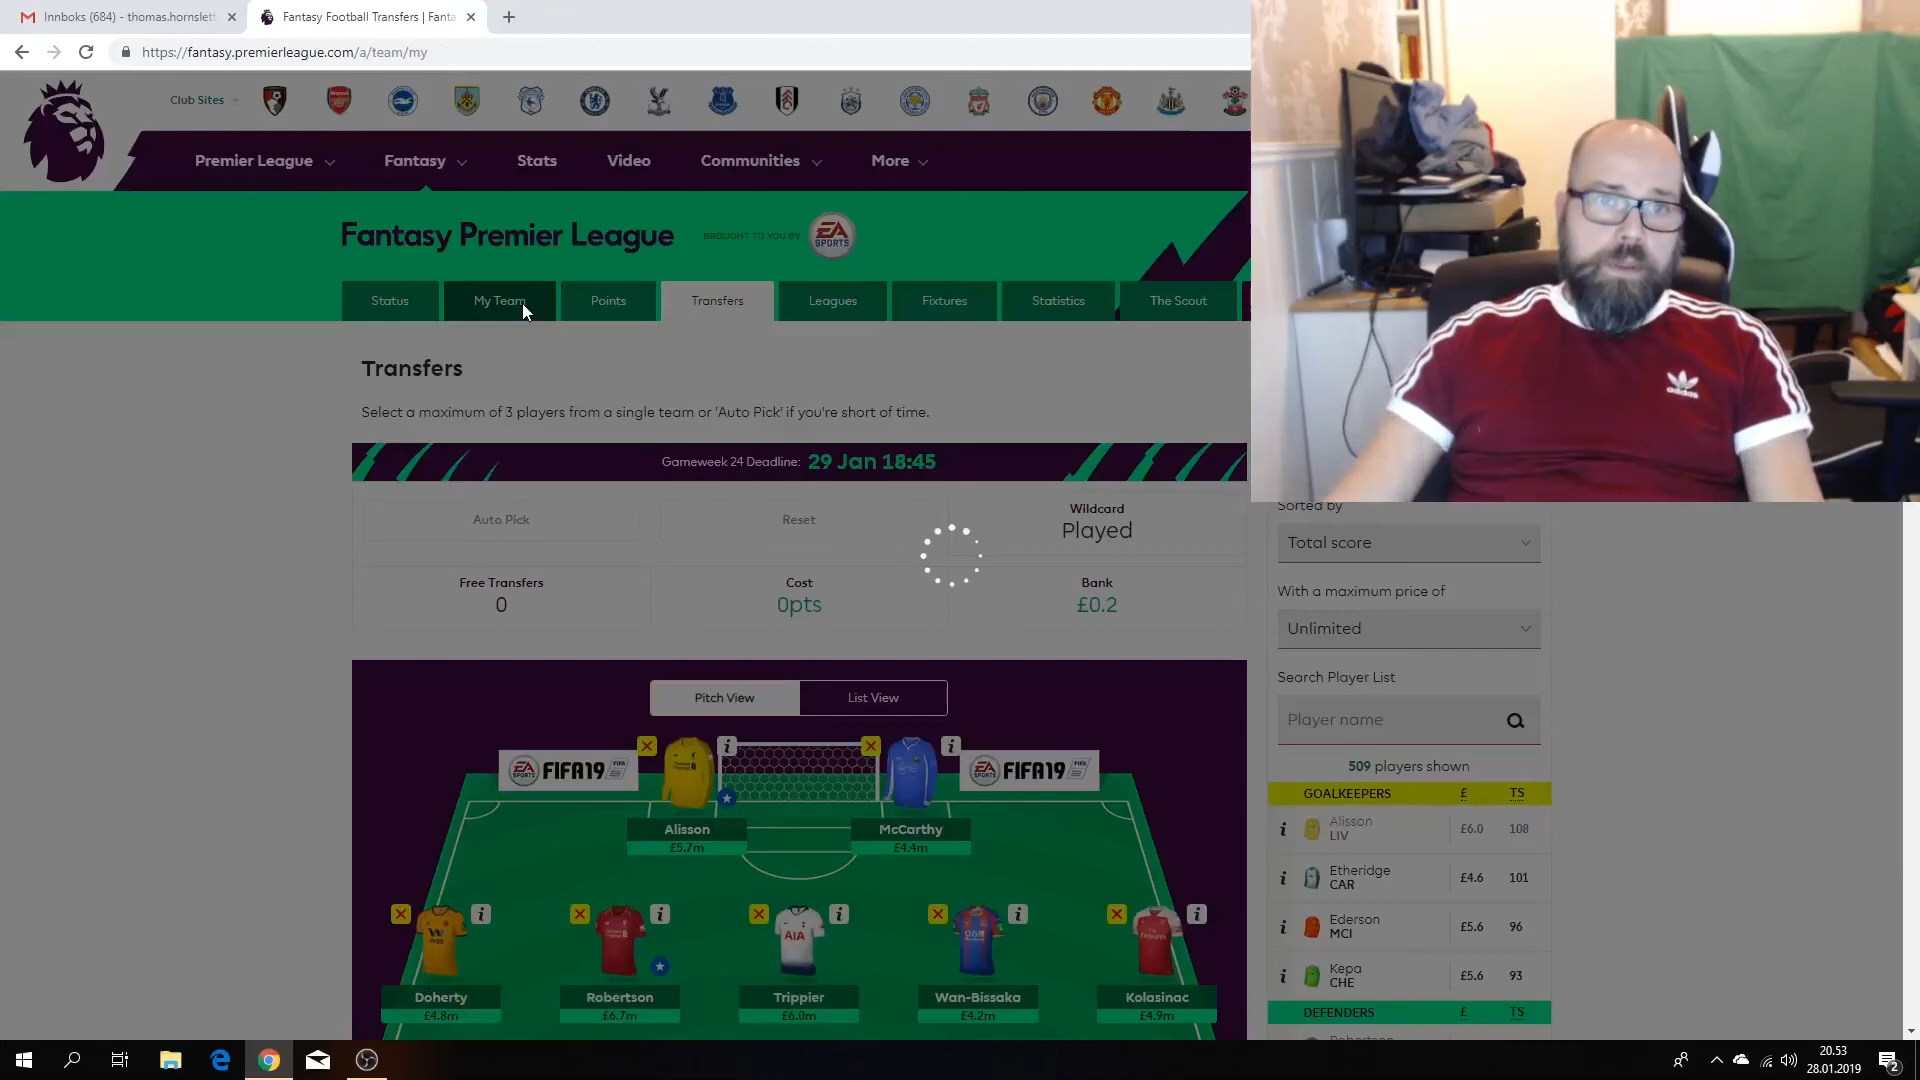 Innboks (684) - thomas.hornslett
Fantasy Football Transfers | Fanta
https://fantasy.premierleague.com/a/team/my
Club Sites
Premier League
Fantasy
Stats
Video
Communities
More
Fantasy Premier League
BROUGHT TO YOU BY
EA SPORTS
Status
My Team
Points
Transfers
Leagues
Fixtures
Statistics
The Scout
Transfers
Select a maximum of 3 players from a single team or 'Auto Pick' if you're short of time.
Gameweek 24 Deadline: 29 Jan 18:45
Auto Pick
Reset
Wildcard
Played
Free Transfers
0
Cost
0pts
Bank
£0.2
Pitch View
List View
EA SPORTS FIFA19
EA SPORTS FIFA19
Alisson
£5.7m
McCarthy
£4.4m
AIA
Doherty
£4.8m
Robertson
£6.7m
Trippier
£6.0m
Wan-Bissaka
£4.2m
Kolasinac
£4.9m
adidas
Sorted by
Total score
With a maximum price of
Unlimited
Search Player List
Player name
509 players shown
GOALKEEPERS £ TS
Alisson
LIV
£6.0 108
Etheridge
CAR
£4.6 101
Ederson
MCI
£5.6 96
Kepa
CHE
£5.6 93
DEFENDERS £ TS
20.53
28.01.2019
2